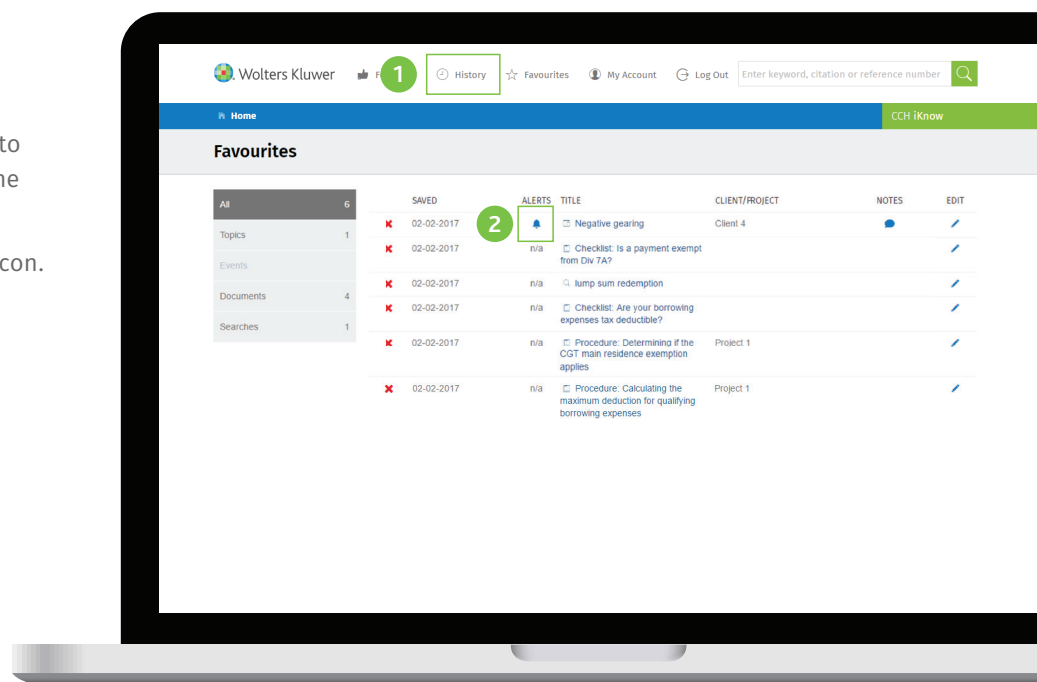 to
he
con.
Wolters Kluwer F 1 History Favourites My Account Log Out Enter keyword, citation or reference number
Home CCH iKnow
Favourites
All 6
Topics 1
Events
Documents 4
Searches 1
SAVED ALERTS TITLE CLIENT/PROJECT NOTES EDIT
02-02-2017 2 Negative gearing Client 4
02-02-2017 n/a Checklist: Is a payment exempt
from Div 7A?
02-02-2017 n/a lump sum redemption
02-02-2017 n/a Checklist: Are your borrowing
expenses tax deductible?
02-02-2017 n/a Procedure: Determining if the Project 1
CGT main residence exemption
applies
02-02-2017 n/a Procedure: Calculating the Project 1
maximum deduction for qualifying
borrowing expenses